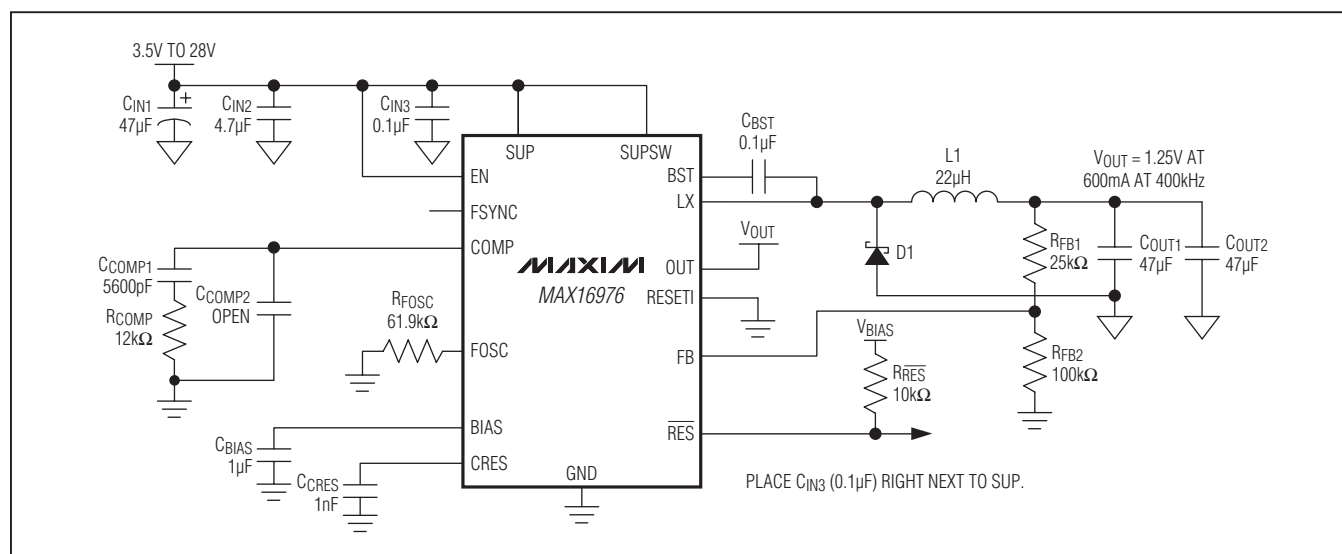 3.5V TO 28V
CIN1
47µF
CIN2
4.7µF
CIN3
0.1µF
SUP
SUPSW
EN
FSYNC
COMP
CCOMP1
5600pF
RCOMP
12kΩ
CCOMP2
OPEN
RFOSC
61.9kΩ
FOSC
BIAS
CBIAS
1µF
CRES
CCRES
1nF
GND
MAXIM
MAX16976
BST
CBST
0.1µF
LX
L1
22µH
VOUT = 1.25V AT
600mA AT 400kHz
D1
VOUT
OUT
RESETI
RFB1
25kΩ
COUT1
47µF
COUT2
47µF
FB
VBIAS
RRES
10kΩ
RFB2
100kΩ
RES
PLACE CIN3 (0.1µF) RIGHT NEXT TO SUP.